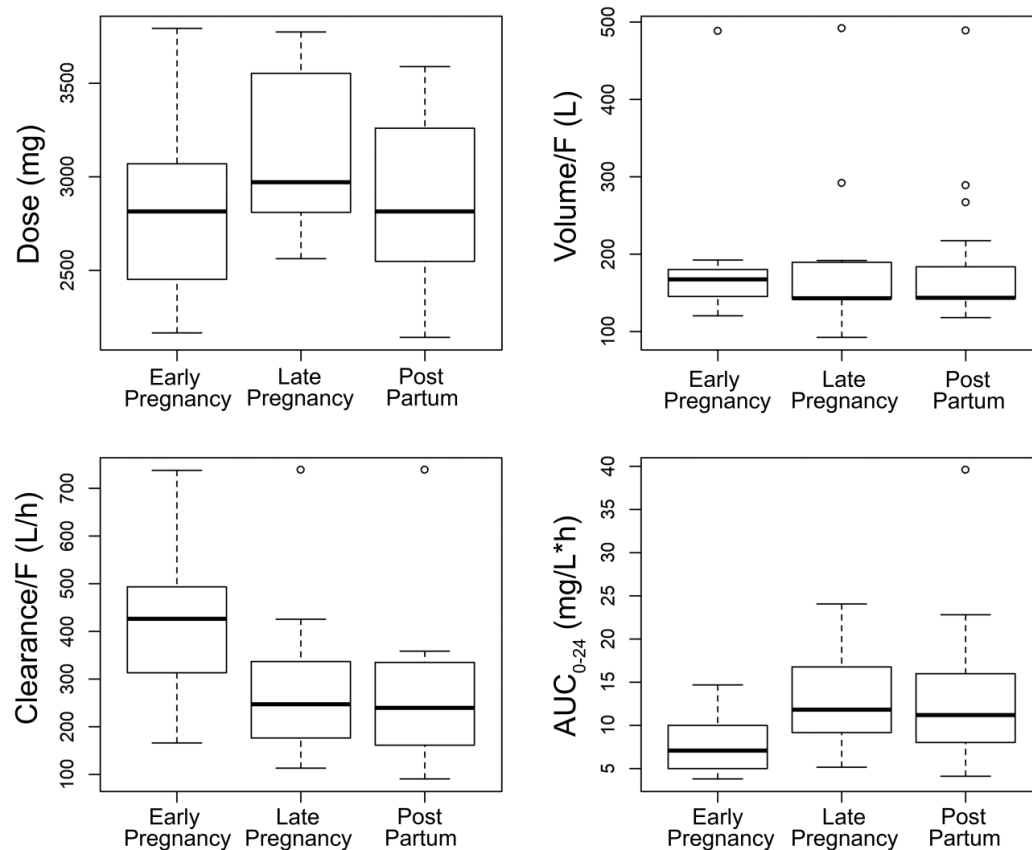 Dose (mg)
3500
3000
2500
Early
Pregnancy
Late
Pregnancy
Post
Partum
Volume/F (L)
500
400
300
200
100
Early
Pregnancy
Late
Pregnancy
Post
Partum
Clearance/F (L/h)
700
600
500
400
300
200
100
Early
Pregnancy
Late
Pregnancy
Post
Partum
AUC0-24 (mg/L*h)
40
35
30
25
20
15
10
5
Early
Pregnancy
Late
Pregnancy
Post
Partum